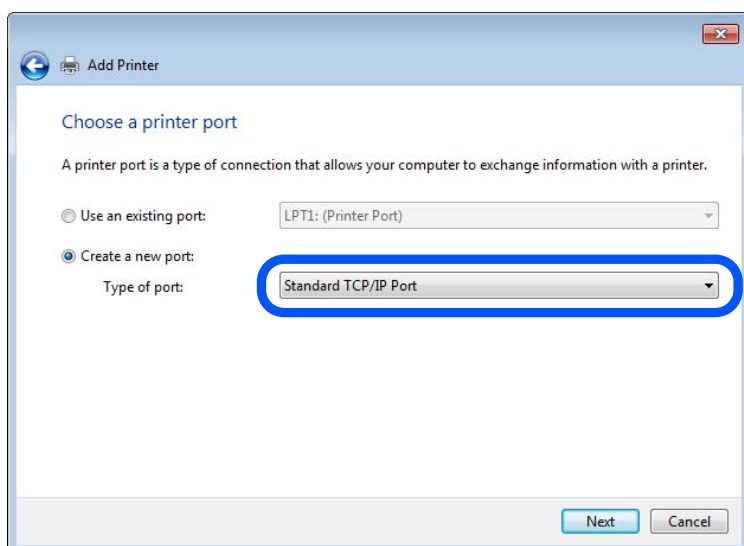 Add Printer
Choose a printer port
A printer port is a type of connection that allows your computer to exchange information with a printer.
Use an existing port: LPT1: (Printer Port)
Create a new port:
Type of port: Standard TCP/IP Port
Next Cancel